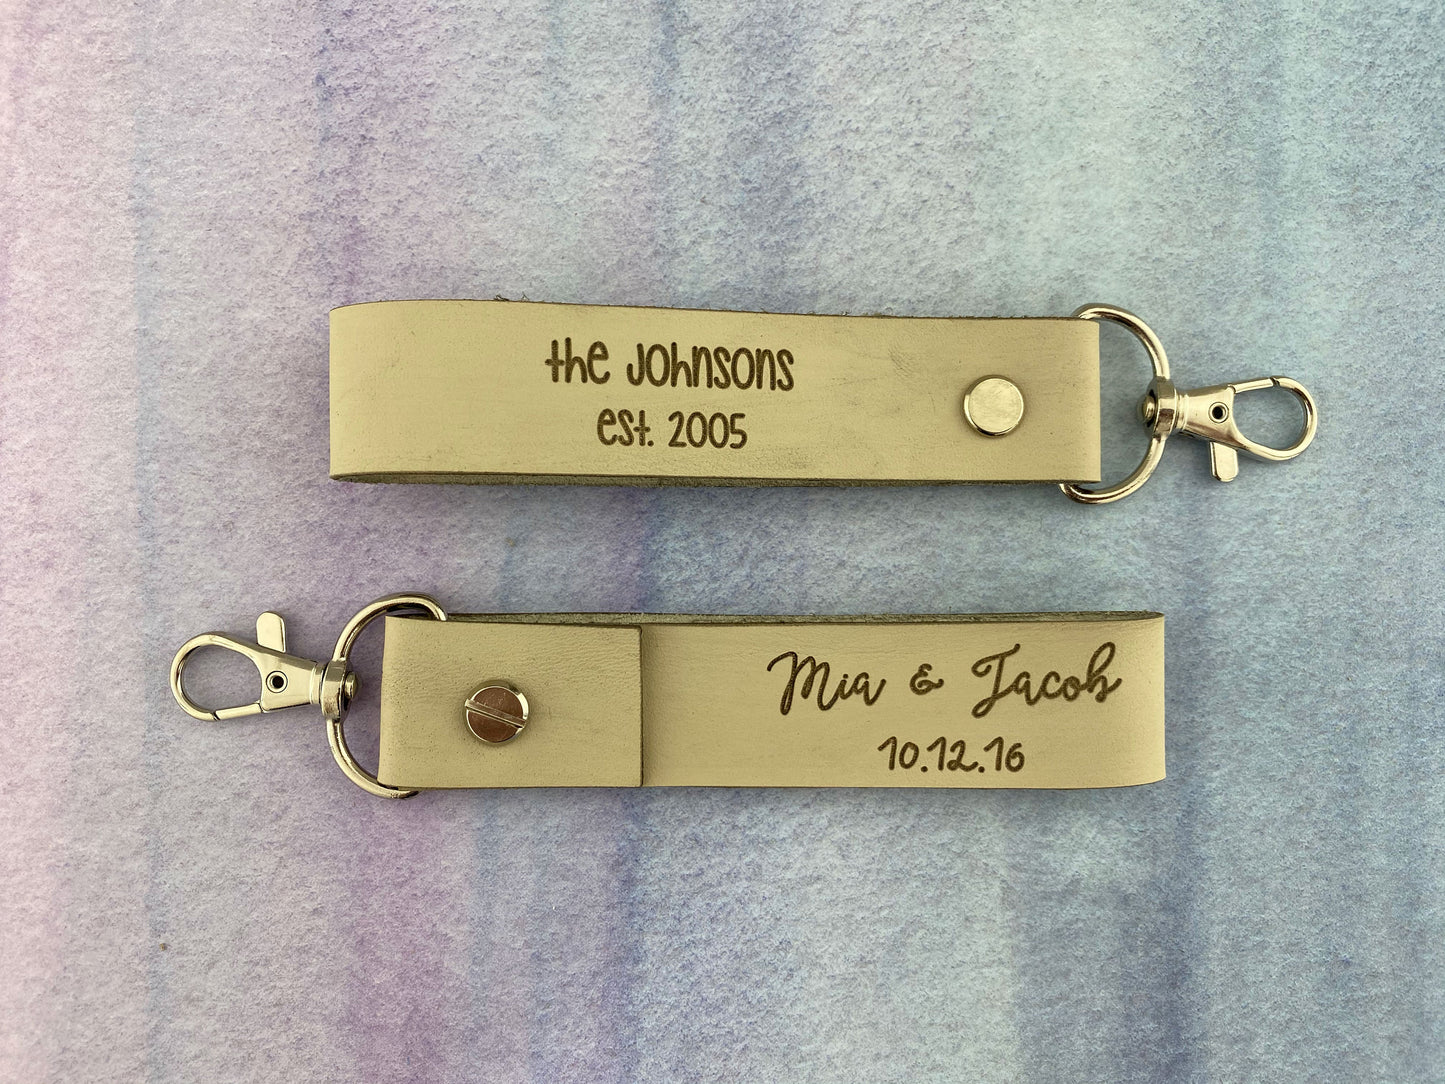 the Johnsons
est. 2005
Mia & Jacob
10.12.16